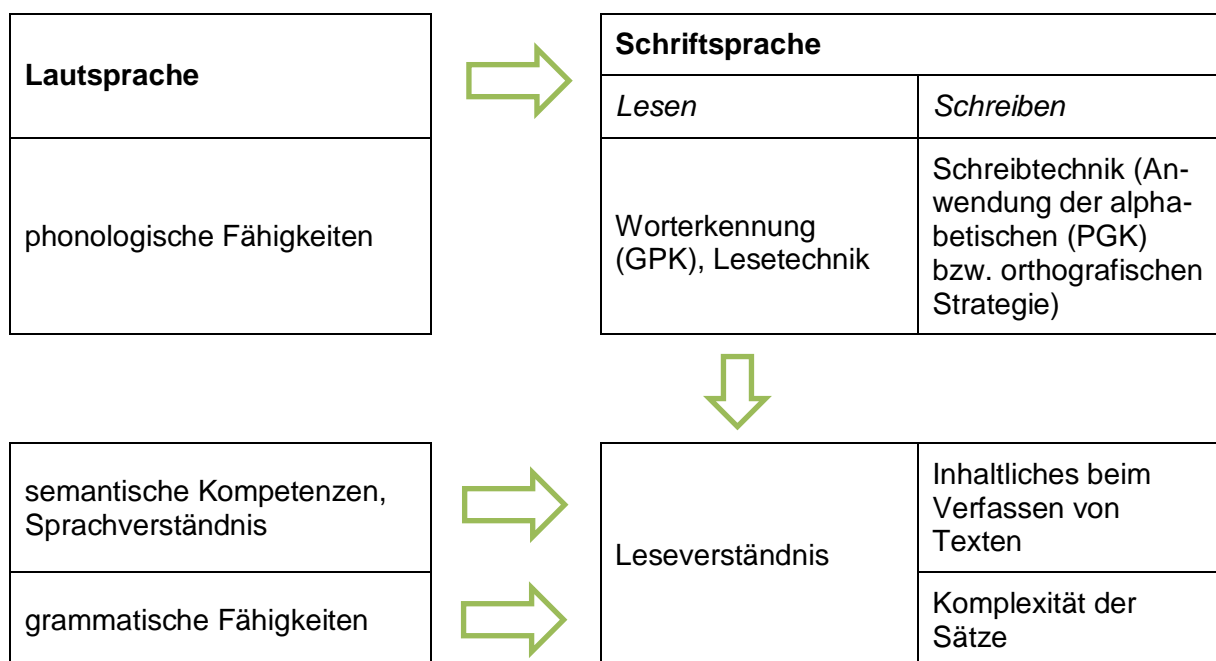 Lautsprache
Schriftsprache
Lesen
Schreiben
phonologische Fähigkeiten
Worterkennung
(GPK), Lesetechnik
Schreibtechnik (An-
wendung der alpha-
betischen (PGK)
bzw. orthografischen
Strategie)
semantische Kompetenzen,
Sprachverständnis
Leseverständnis
Inhaltliches beim
Verfassen von
Texten
grammatische Fähigkeiten
Komplexität der
Sätze